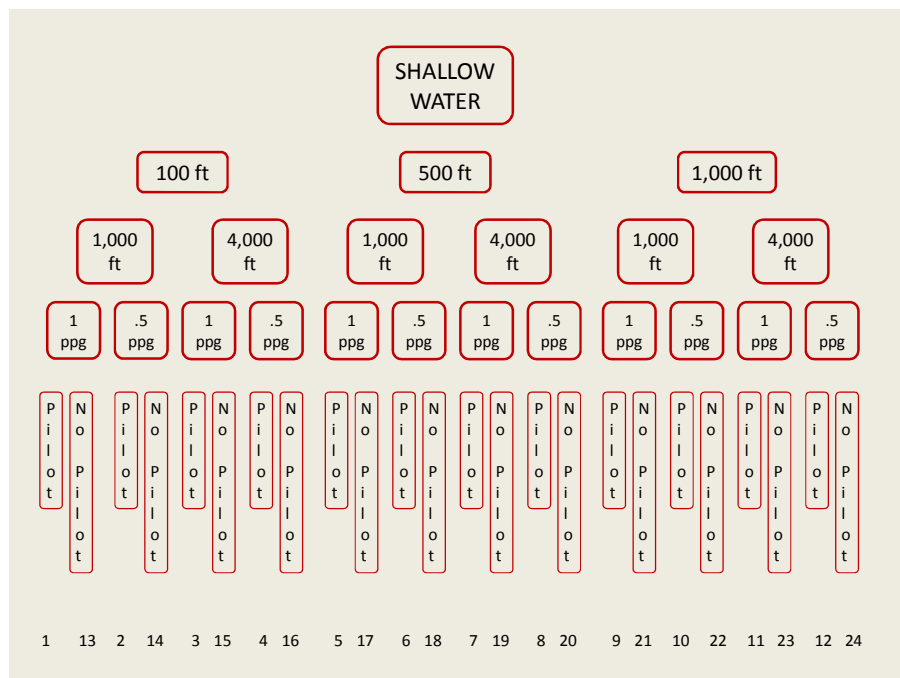 SHALLOW
WATER
100 ft
500 ft
1,000 ft
1,000
ft
4,000
ft
1,000
ft
4,000
ft
1,000
ft
4,000
ft
1
ppg
.5
ppg
1
ppg
.5
ppg
1
ppg
.5
ppg
1
ppg
.5
ppg
1
ppg
.5
ppg
1
ppg
.5
ppg
Pilot
No Pilot
Pilot
No Pilot
Pilot
No Pilot
Pilot
No Pilot
Pilot
No Pilot
Pilot
No Pilot
Pilot
No Pilot
Pilot
No Pilot
Pilot
No Pilot
Pilot
No Pilot
Pilot
No Pilot
Pilot
No Pilot
1 13 2 14 3 15 4 16 5 17 6 18 7 19 8 20 9 21 10 22 11 23 12 24